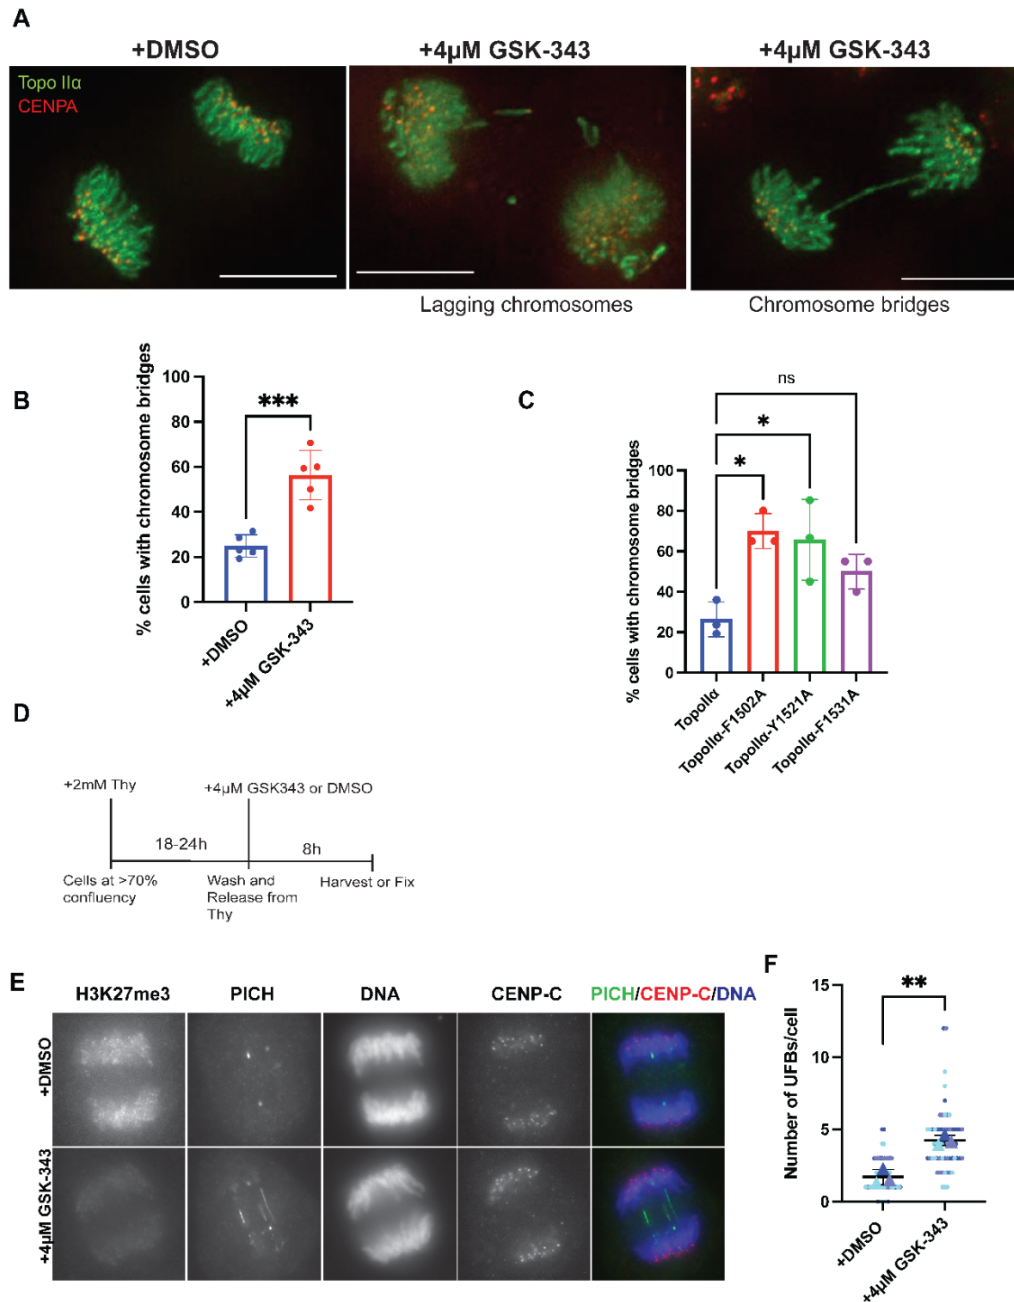 A
+DMSO
+4µM GSK-343
+4µM GSK-343
Topo IIα
CENPA
Lagging chromosomes
Chromosome bridges
B
% cells with chromosome bridges
100
80
60
40
20
0
***
+DMSO
+4µM GSK-343
C
% cells with chromosome bridges
100
80
60
40
20
0
ns
*
*
TopoIIα
TopoIIα-F1502A
TopoIIα-Y1521A
TopoIIα-F1531A
D
+2mM Thy
+4µM GSK343 or DMSO
18-24h
8h
Cells at >70%
confluency
Wash and
Release from
Thy
Harvest or Fix
E
H3K27me3
PICH
DNA
CENP-C
PICH/CENP-C/DNA
+DMSO
+4µM GSK-343
F
Number of UFBs/cell
15
10
5
0
**
+DMSO
+4µM GSK-343